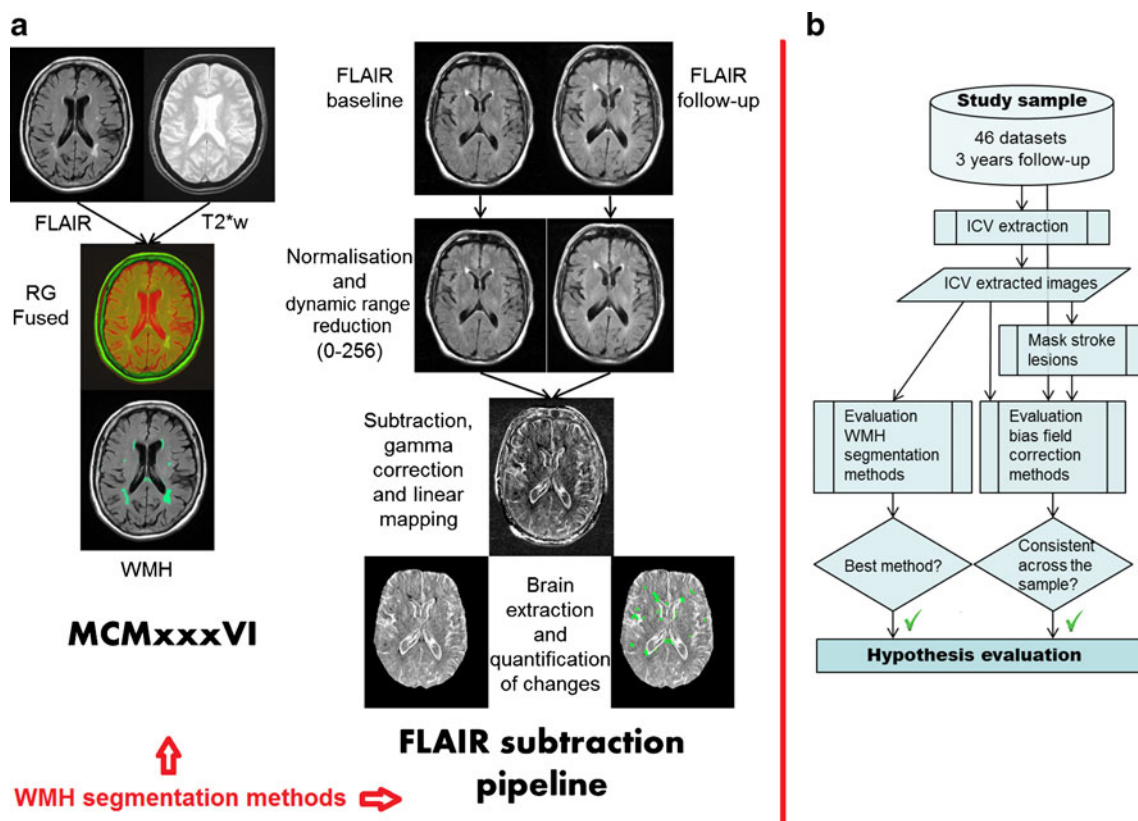 a
FLAIR
T2*w
RG
Fused
WMH
MCMxxxVI
FLAIR
baseline
FLAIR
follow-up
Normalisation
and
dynamic range
reduction
(0-256)
Subtraction,
gamma
correction
and linear
mapping
Brain
extraction
and
quantification
of changes
FLAIR subtraction
pipeline
WMH segmentation methods
b
Study sample
46 datasets
3 years follow-up
ICV extraction
ICV extracted images
Mask stroke
lesions
Evaluation
WMH
segmentation
methods
Evaluation
bias field
correction
methods
Best method?
Consistent
across the
sample?
Hypothesis evaluation